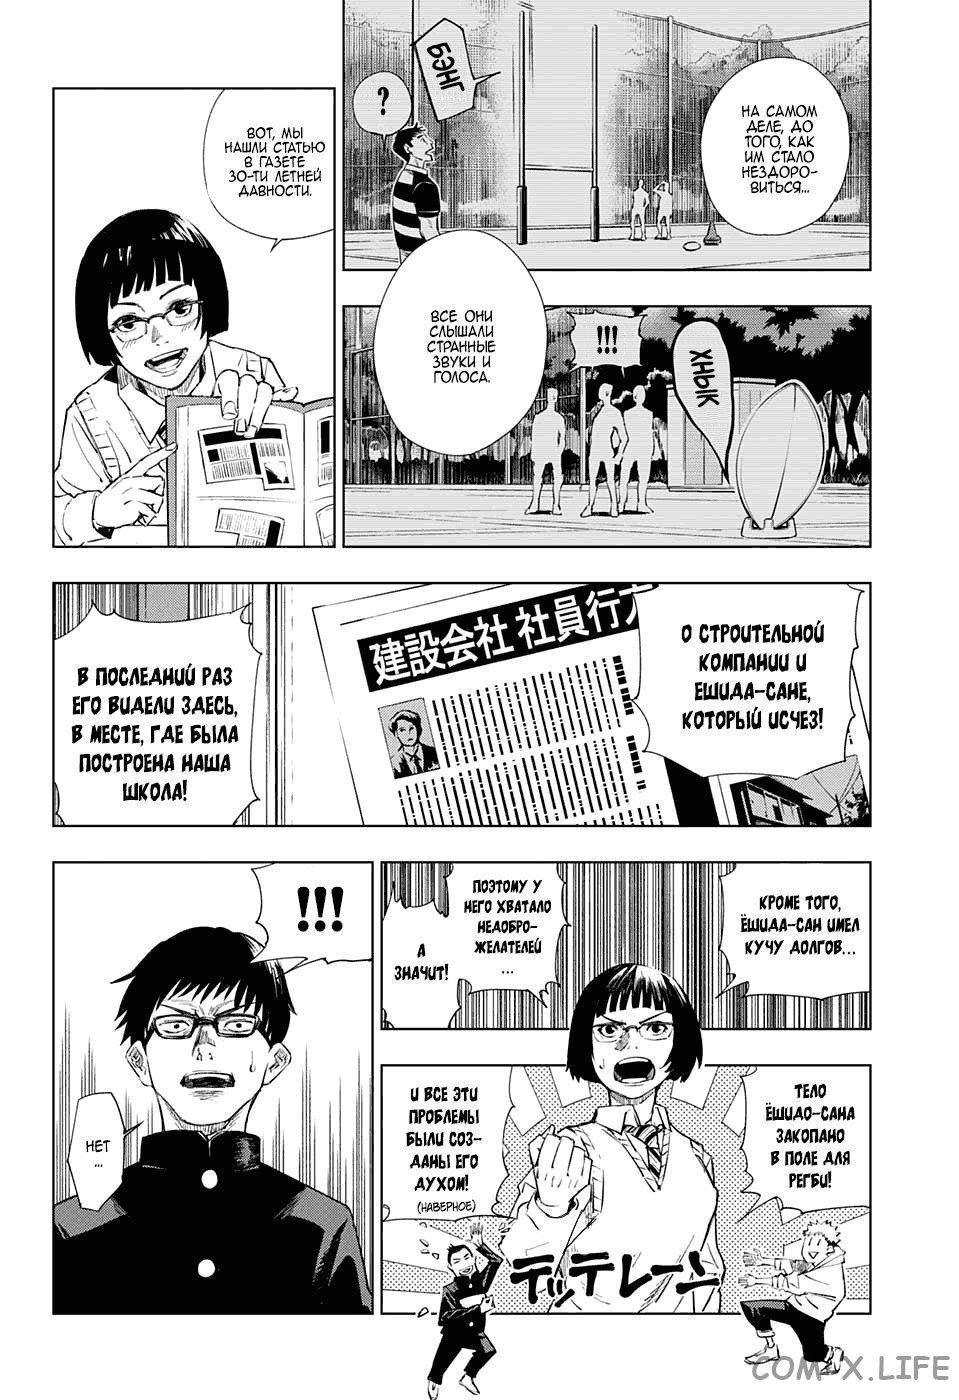 НА САМОМ
ДЕЛЕ, ДО
ТОГО, КАК
ИМ СТАЛО
НЕЗДОРО-
ВИТЬСЯ...
БЭНГ
?
ВСЕ ОНИ
СЛЫШАЛИ
СТРАННЫЕ
ЗВУКИ И
ГОЛОСА.
!!!
ХНЫК
ВОТ, МЫ
НАШЛИ СТАТЬЮ
В ГАЗЕТЕ
30-ТИ ЛЕТНЕЙ
ДАВНОСТИ.
О СТРОИТЕЛЬНОЙ
КОМПАНИИ И
ЕШИДА-САНЕ,
КОТОРЫЙ ИСЧЕЗ!
建設会社 社員行方
В ПОСЛЕДНИЙ РАЗ
ЕГО ВИДЕЛИ ЗДЕСЬ,
В МЕСТЕ, ГДЕ БЫЛА
ПОСТРОЕНА НАША
ШКОЛА!
КРОМЕ ТОГО,
ЁШИДА-САН ИМЕЛ
КУЧУ ДОЛГОВ...
ПОЭТОМУ У
НЕГО ХВАТАЛО
НЕДОБРО-
ЖЕЛАТЕЛЕЙ
...
А
ЗНАЧИТ!
ТЕЛО
ЁШИДО-САНА
ЗАКОПАНО
В ПОЛЕ ДЛЯ
РЕГБИ!
И ВСЕ ЭТИ
ПРОБЛЕМЫ
БЫЛИ СОЗ-
ДАНЫ ЕГО
ДУХОМ!
(НАВЕРНОЕ)
テッテレーン
!!!
НЕТ
...
COM-X.LIFE